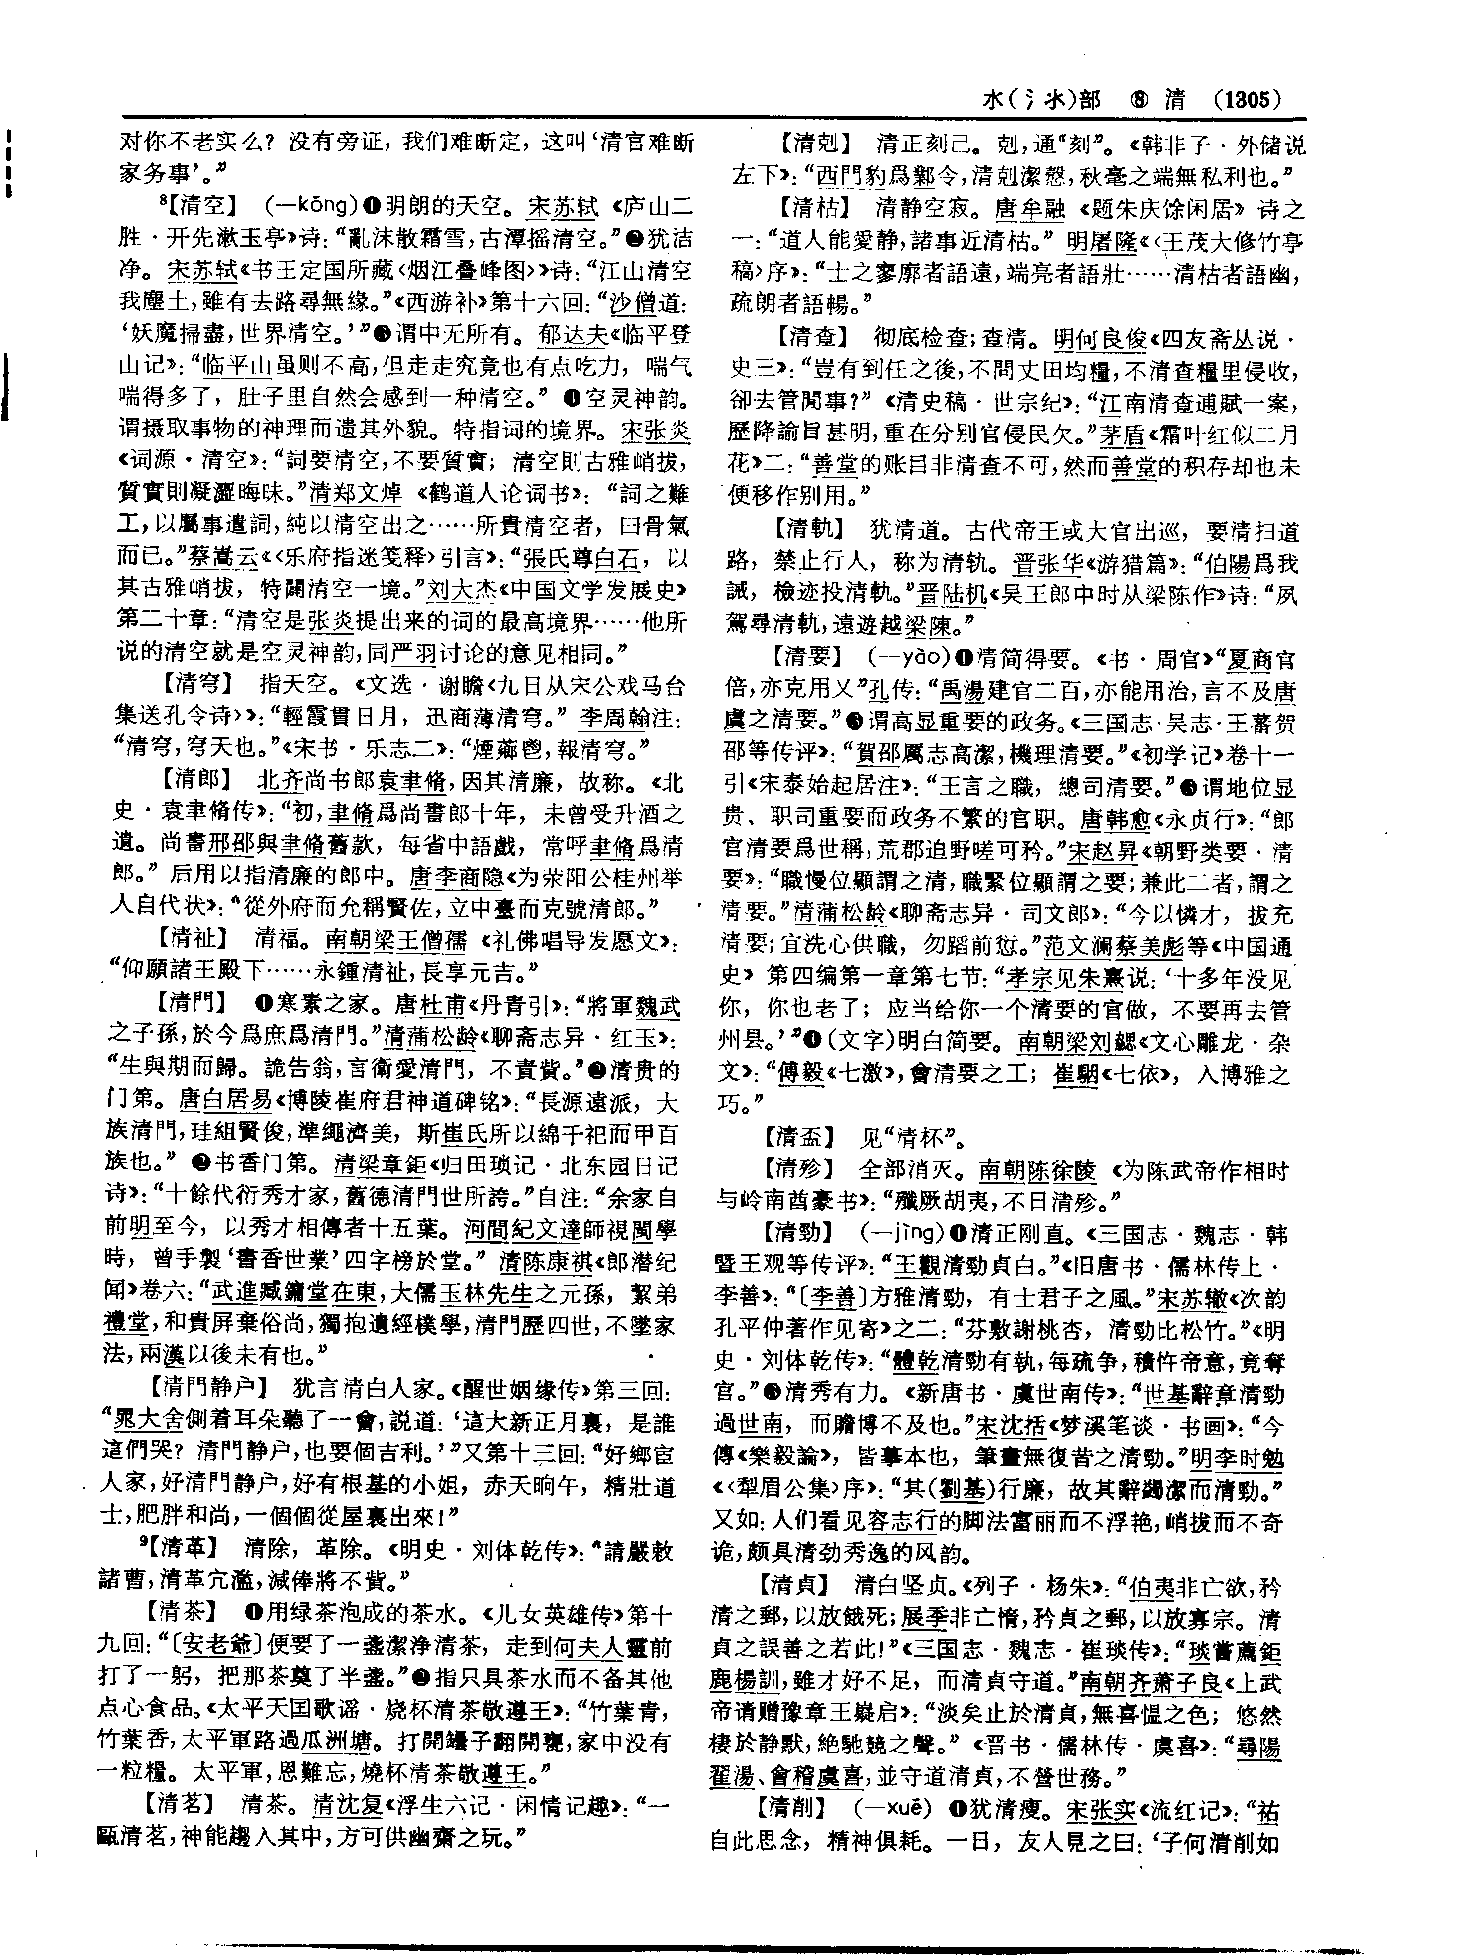 水(氵氺)部 ⑧ 清 (1305)
对你不老实么？没有旁证，我们难断定，这叫‘清官难断
家务事’。”
⁸【清空】 (—kōng)❶明朗的天空。宋苏轼《庐山二
胜·开先漱玉亭》诗：“亂沫散霜雪，古潭摇清空。”❷犹洁
净。宋苏轼《书王定国所藏〈烟江叠峰图〉》诗：“江山清空
我塵土，雖有去路尋無緣。”《西游补》第十六回：“沙僧道：
‘妖魔掃盡，世界清空。’”❸谓中无所有。郁达夫《临平登
山记》：“临平山虽则不高，但走走究竟也有点吃力，喘气
喘得多了，肚子里自然会感到一种清空。” ❹空灵神韵。
谓摄取事物的神理而遗其外貌。特指词的境界。宋张炎
《词源·清空》：“詞要清空，不要質實；清空則古雅峭拔，
質實則凝澀晦昧。”清郑文焯《鹤道人论词书》：“詞之難
工，以屬事遣詞，純以清空出之……所貴清空者，曰骨氣
而已。”蔡嵩云《〈乐府指迷笺释〉引言》：“張氏尊白石，以
其古雅峭拔，特闢清空一境。”刘大杰《中国文学发展史》
第二十章：“清空是张炎提出来的词的最高境界……他所
说的清空就是空灵神韵，同严羽讨论的意见相同。”
【清穹】 指天空。《文选·谢瞻〈九日从宋公戏马台
集送孔令诗〉》：“輕霞貫日月，迅商薄清穹。”李周翰注：
“清穹，穹天也。”《宋书·乐志二》：“煙薌鬯，報清穹。”
【清郎】 北齐尚书郎袁聿脩，因其清廉，故称。《北
史·袁聿脩传》：“初，聿脩爲尚書郎十年，未曾受升酒之
遺。尚書邢邵與聿脩舊款，每省中語戲，常呼聿脩爲清
郎。” 后用以指清廉的郎中。唐李商隐《为荥阳公桂州举
人自代状》：“從外府而允稱賢佐，立中臺而克號清郎。”
【清祉】 清福。南朝梁王僧孺《礼佛唱导发愿文》：
“仰願諸王殿下……永鍾清祉，長享元吉。”
【清門】 ❶寒素之家。唐杜甫《丹青引》：“將軍魏武
之子孫，於今爲庶爲清門。”清蒲松龄《聊斋志异·红玉》：
“生與期而歸。詭告翁，言衛愛清門，不責貲。”❷清贵的
门第。唐白居易《博陵崔府君神道碑铭》：“長源遠派，大
族清門，珪組賢俊，準繩濟美，斯崔氏所以綿于祀而甲百
族也。” ❸书香门第。清梁章鉅《归田琐记·北东园日记
诗》：“十餘代衍秀才家，舊德清門世所誇。”自注：“余家自
前明至今，以秀才相傳者十五葉。河間紀文達師視閩學
時，曾手製‘書香世業’四字榜於堂。”清陈康祺《郎潜纪
闻》卷六：“武進臧鏞堂在東，大儒玉林先生之元孫，絜弟
禮堂，和貴屏棄俗尚，獨抱遺經樸學，清門歷四世，不墜家
法，兩漢以後未有也。”
【清門静户】 犹言清白人家。《醒世姻缘传》第三回：
“晁大舍側着耳朵聽了一會，説道：‘這大新正月裏，是誰
這們哭？清門静户，也要個吉利。’”又第十三回：“好鄉宦
人家，好清門静户，好有根基的小姐，赤天晌午，精壯道
士，肥胖和尚，一個個從屋裏出來！”
⁹【清革】 清除，革除。《明史·刘体乾传》：“請嚴敕
諸曹，清革宂濫，減俸將不貲。”
【清茶】 ❶用绿茶泡成的茶水。《儿女英雄传》第十
九回：“〔安老爺〕便要了一盞潔净清茶，走到何夫人靈前
打了一躬，把那茶奠了半盞。”❷指只具茶水而不备其他
点心食品。《太平天囯歌谣·烧杯清茶敬遵王》：“竹葉青，
竹葉香，太平軍路過瓜洲塘。打開罎子翻開甕，家中没有
一粒糧。太平軍，恩難忘，燒杯清茶敬遵王。”
【清茗】 清茶。清沈复《浮生六记·闲情记趣》：“一
甌清茗，神能趨入其中，方可供幽齋之玩。”
【清剋】 清正刻己。剋，通“刻”。《韩非子·外储说
左下》：“西門豹爲鄴令，清剋潔慤，秋毫之端無私利也。”
【清枯】 清静空寂。唐牟融《题朱庆馀闲居》诗之
一：“道人能愛静，諸事近清枯。”明屠隆《〈王茂大修竹亭
稿〉序》：“士之寥廓者語遠，端亮者語壯……清枯者語幽，
疏朗者語暢。”
【清查】 彻底检查；查清。明何良俊《四友斋丛说·
史三》：“豈有到任之後，不問丈田均糧，不清查糧里侵收，
卻去管閒事？”《清史稿·世宗纪》：“江南清查逋賦一案，
歷降諭旨甚明，重在分别官侵民欠。”茅盾《霜叶红似二月
花》二：“善堂的账目非清查不可，然而善堂的积存却也未
便移作别用。”
【清軌】 犹清道。古代帝王或大官出巡，要清扫道
路，禁止行人，称为清轨。晋张华《游猎篇》：“伯陽爲我
誡，檢迹投清軌。”晋陆机《吴王郎中时从梁陈作》诗：“夙
駕尋清軌，遠遊越梁陳。”
【清要】 (—yào)❶清简得要。《书·周官》“夏商官
倍，亦克用乂”孔传：“禹湯建官二百，亦能用治，言不及唐
虞之清要。”❷谓高显重要的政务。《三国志·吴志·王蕃贺
邵等传评》：“賀邵厲志高潔，機理清要。”《初学记》卷十一
引《宋泰始起居注》：“王言之職，總司清要。”❸谓地位显
贵、职司重要而政务不繁的官职。唐韩愈《永贞行》：“郎
官清要爲世稱，荒郡迫野嗟可矜。”宋赵昇《朝野类要·清
要》：“職慢位顯謂之清，職緊位顯謂之要；兼此二者，謂之
清要。”清蒲松龄《聊斋志异·司文郎》：“今以憐才，拔充
清要；宜洗心供職，勿蹈前愆。”范文澜蔡美彪等《中国通
史》第四编第一章第七节：“孝宗见朱熹说：‘十多年没见
你，你也老了；应当给你一个清要的官做，不要再去管
州县。’”❹(文字)明白简要。南朝梁刘勰《文心雕龙·杂
文》：“傅毅《七激》，會清要之工；崔駰《七依》，入博雅之
巧。”
【清盃】 见“清杯”。
【清殄】 全部消灭。南朝陈徐陵《为陈武帝作相时
与岭南酋豪书》：“殲厥胡夷，不日清殄。”
【清勁】 (—jìng)❶清正刚直。《三国志·魏志·韩
暨王观等传评》：“王觀清勁貞白。”《旧唐书·儒林传上·
李善》：“〔李善〕方雅清勁，有士君子之風。”宋苏辙《次韵
孔平仲著作见寄》之二：“芬敷謝桃杏，清勁比松竹。”《明
史·刘体乾传》：“體乾清勁有執，每疏争，積忤帝意，竟奪
官。”❷清秀有力。《新唐书·虞世南传》：“世基辭章清勁
過世南，而贍博不及也。”宋沈括《梦溪笔谈·书画》：“今
傳《樂毅論》，皆摹本也，筆畫無復昔之清勁。”明李时勉
《〈犁眉公集〉序》：“其(劉基)行廉，故其辭蠲潔而清勁。”
又如：人们看见容志行的脚法富丽而不浮艳，峭拔而不奇
诡，颇具清劲秀逸的风韵。
【清貞】 清白坚贞。《列子·杨朱》：“伯夷非亡欲，矜
清之郵，以放餓死；展季非亡情，矜貞之郵，以放寡宗。清
貞之誤善之若此！”《三国志·魏志·崔琰传》：“琰嘗薦鉅
鹿楊訓，雖才好不足，而清貞守道。”南朝齐萧子良《上武
帝请赠豫章王嶷启》：“淡矣止於清貞，無喜愠之色；悠然
棲於静默，絶馳競之聲。”《晋书·儒林传·虞喜》：“尋陽
翟湯、會稽虞喜，並守道清貞，不營世務。”
【清削】 (—xuē) ❶犹清瘦。宋张实《流红记》：“祐
自此思念，精神俱耗。一日，友人見之曰：‘子何清削如